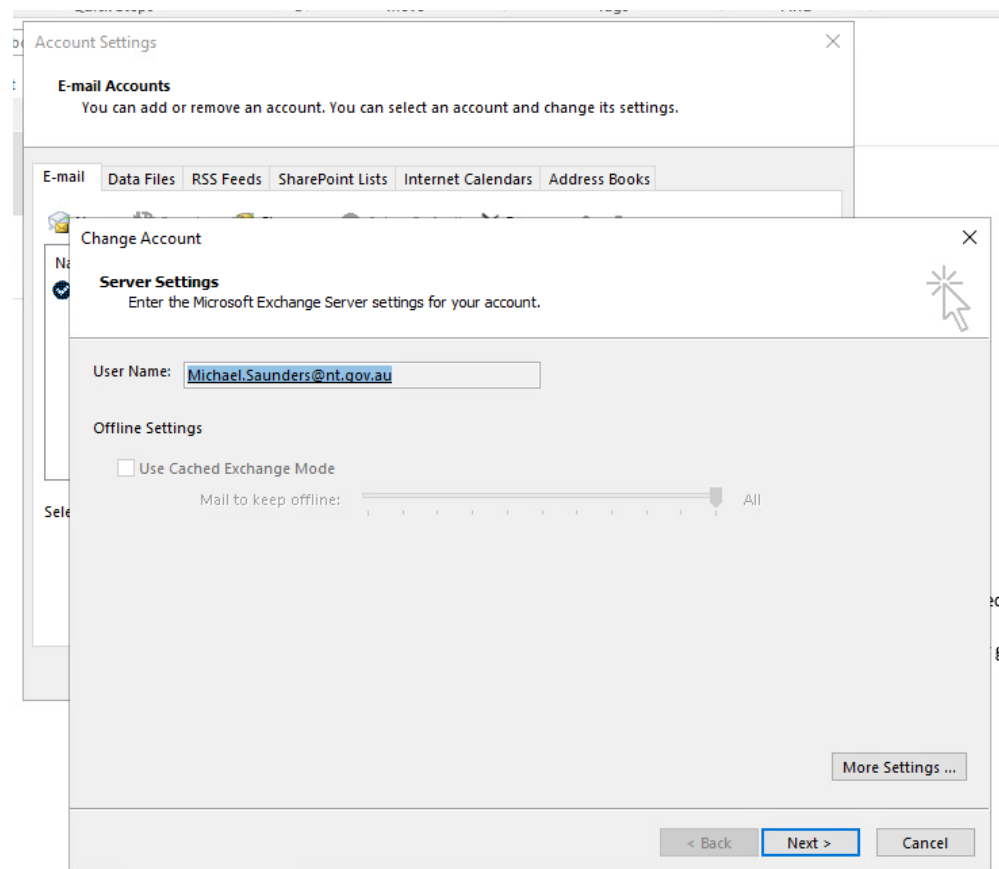 Account Settings
E-mail Accounts
You can add or remove an account. You can select an account and change its settings.
E-mail Data Files RSS Feeds SharePoint Lists Internet Calendars Address Books
Change Account
Server Settings
Enter the Microsoft Exchange Server settings for your account.
User Name: Michael.Saunders@nt.gov.au
Offline Settings
Use Cached Exchange Mode
Mail to keep offline: All
More Settings ...
< Back Next > Cancel